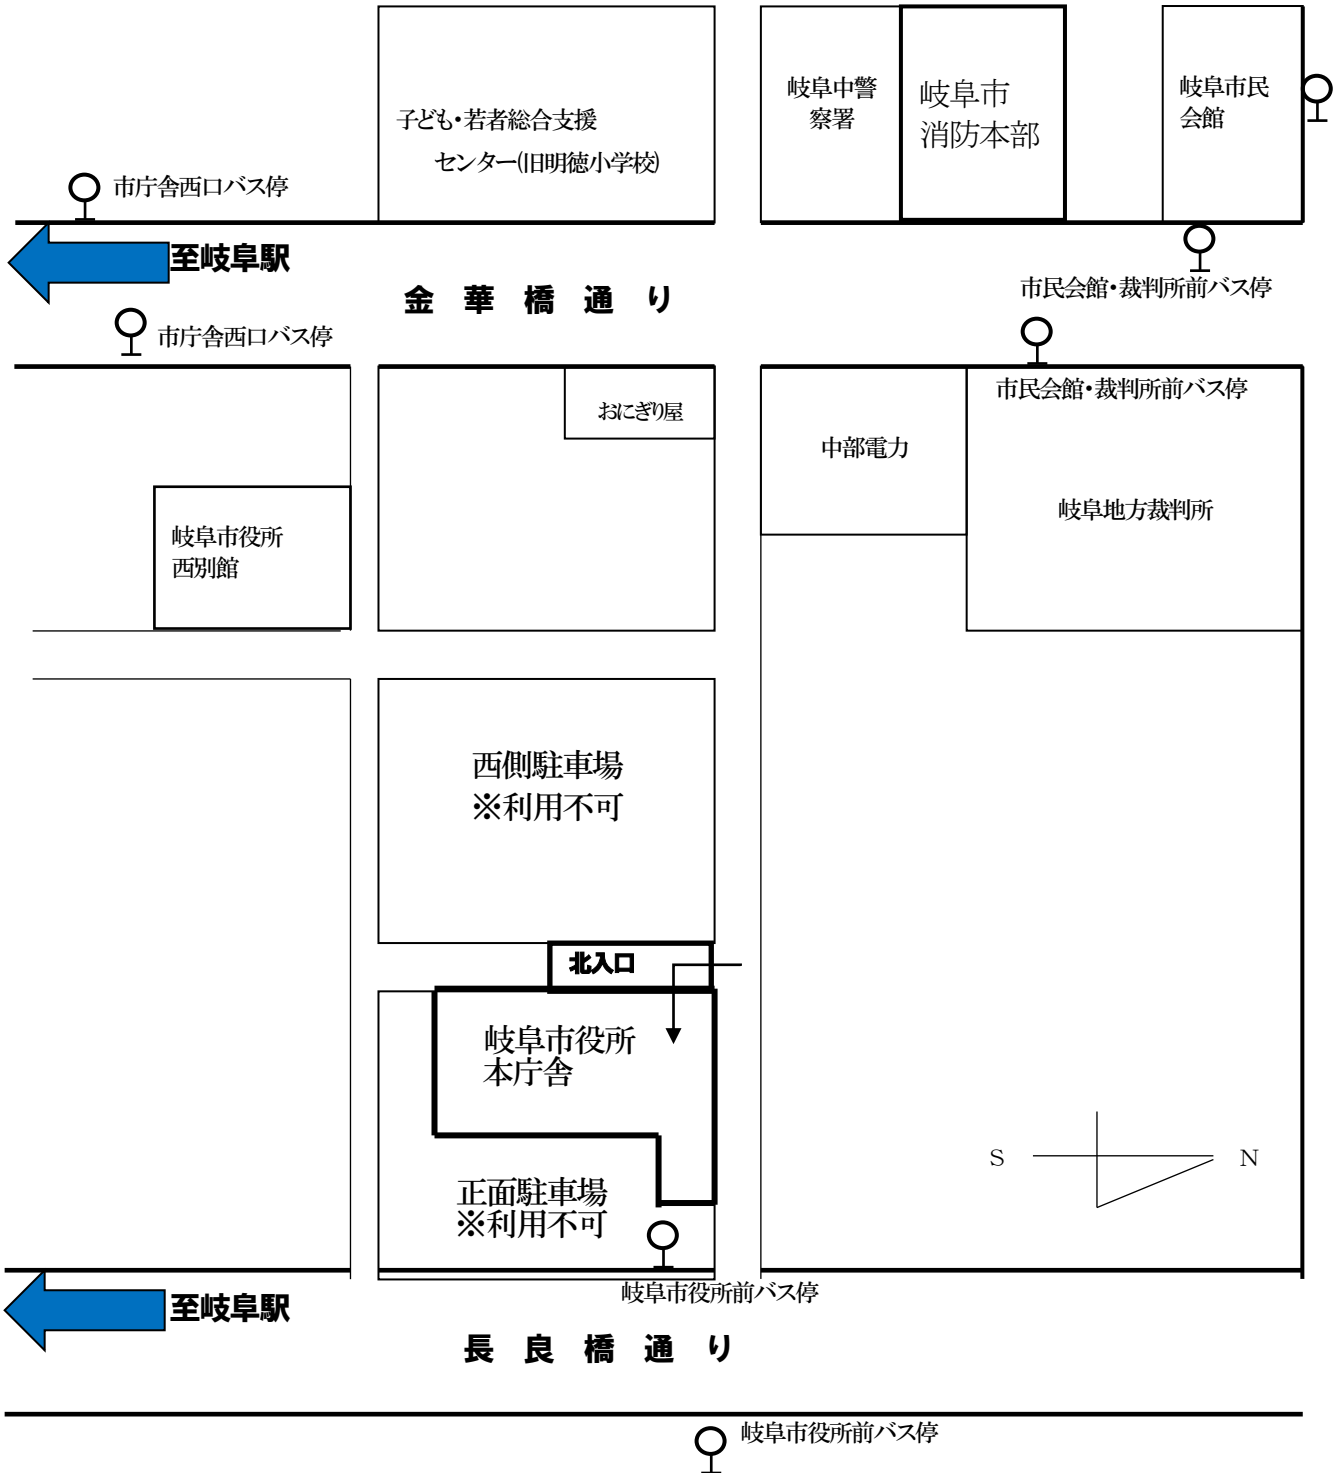 岐阜中警
察署
岐阜市
消防本部
岐阜市民
会館
子ども・若者総合支援
センター(旧明徳小学校)
市庁舎西口バス停
至岐阜駅
金華橋通り
市民会館・裁判所前バス停
市庁舎西口バス停
市民会館・裁判所前バス停
おにぎり屋
中部電力
岐阜地方裁判所
岐阜市役所
西別館
西側駐車場
※利用不可
北入口
岐阜市役所
本庁舎
S
N
正面駐車場
※利用不可
岐阜市役所前バス停
至岐阜駅
長良橋通り
岐阜市役所前バス停